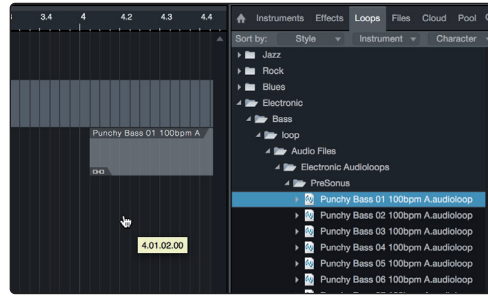 3.4 4 4.2 4.3 4.4
Instruments Effects Loops Files Cloud Pool
Sort by: Style Instrument Character
Jazz
Rock
Blues
Electronic
Bass
loop
Audio Files
Electronic Audioloops
PreSonus
Punchy Bass 01 100bpm A.audioloop
Punchy Bass 02 100bpm A.audioloop
Punchy Bass 03 100bpm A.audioloop
Punchy Bass 04 100bpm A.audioloop
Punchy Bass 05 100bpm A.audioloop
Punchy Bass 06 100bpm A.audioloop
Punchy Bass 01 100bpm A
4.01.02.00